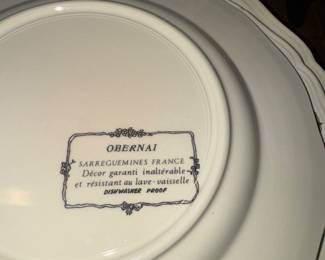 OBERNAI
SARREGUEMINES FRANCE
Décor garanti inaltérable
et résistant au lave-vaisselle
DISHWASHER PROOF